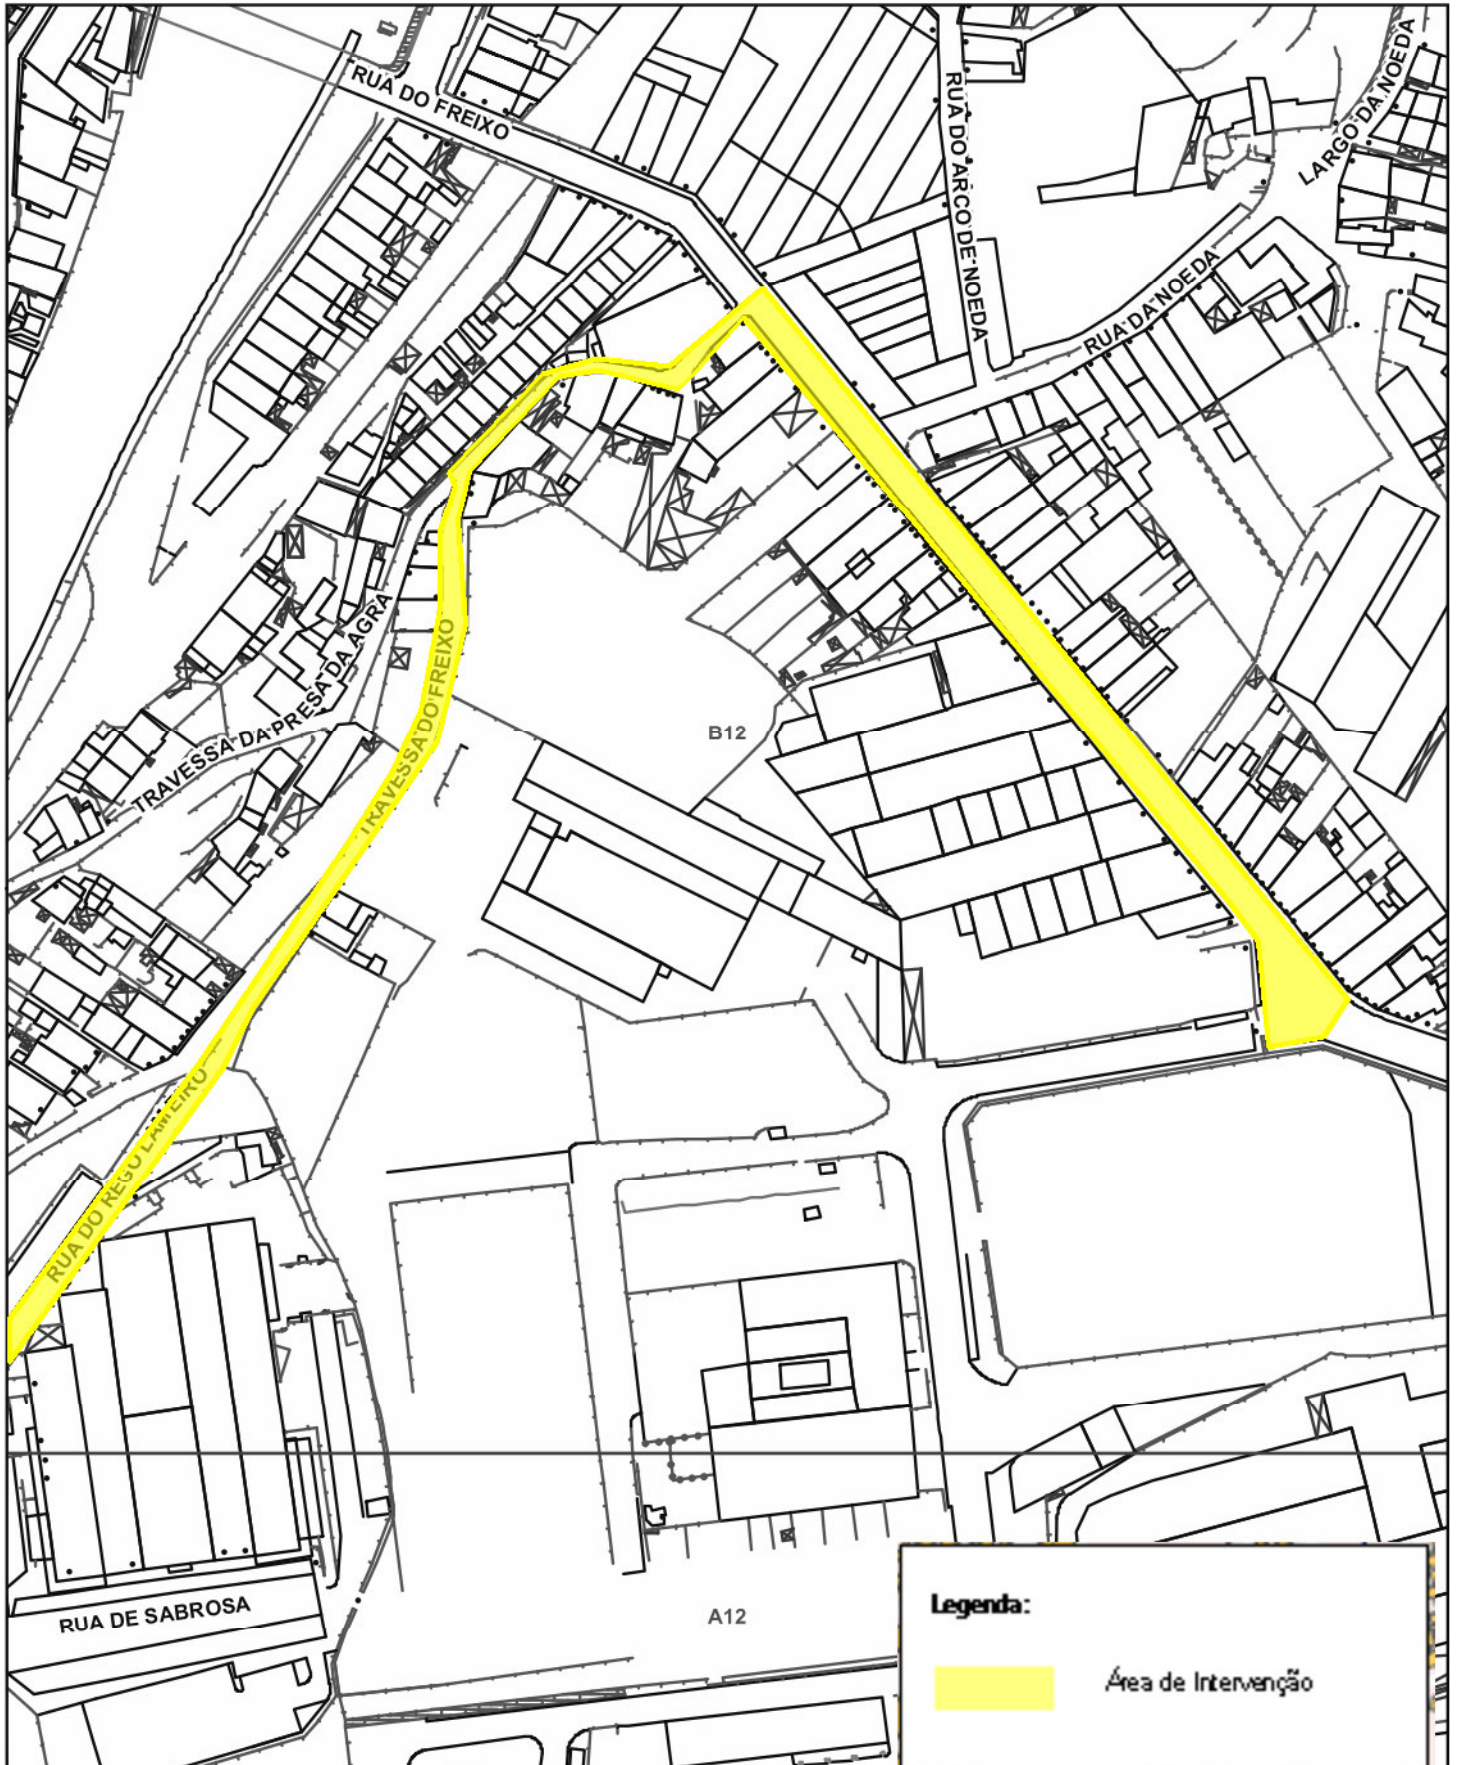 RUA DO FREIXO
RUA DO ARCO DE NOEDA
LARGO DA NOEDA
RUA DA NOEDA
TRAVESSA DA PRESA DA AGRA
TRAVESSA DO FREIXO
B12
RUA DO REGO LAMEIRO
RUA DE SABROSA
A12
Legenda:
Área de Intervenção